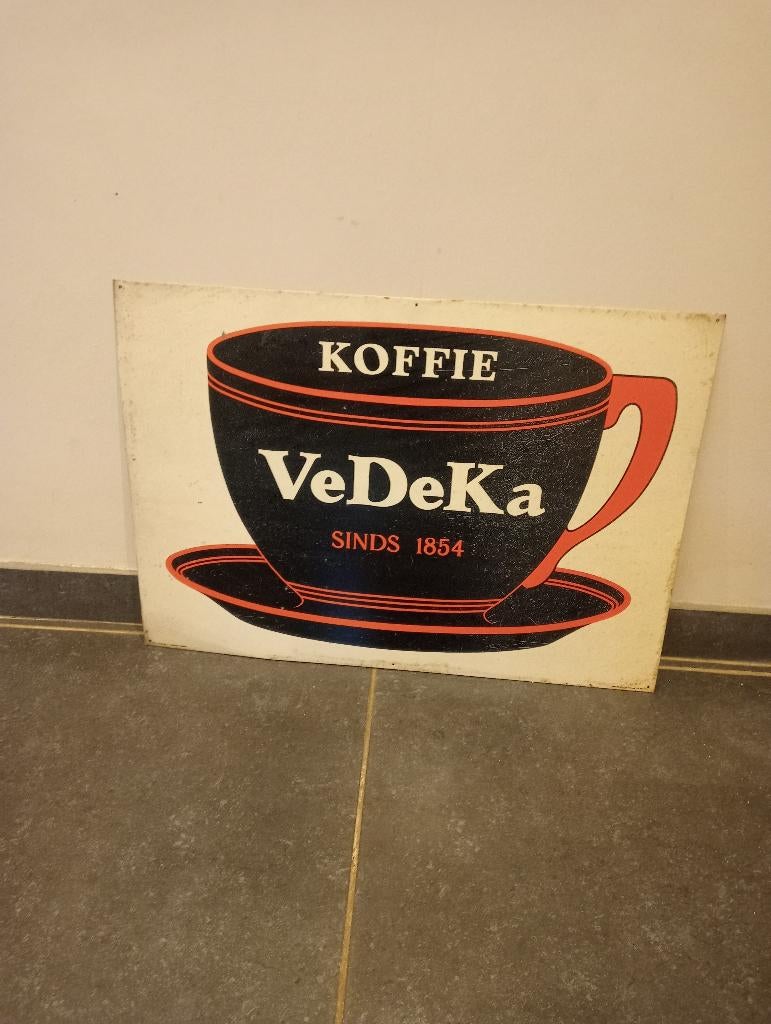 KOFFIE
VeDeKa
SINDS 1854